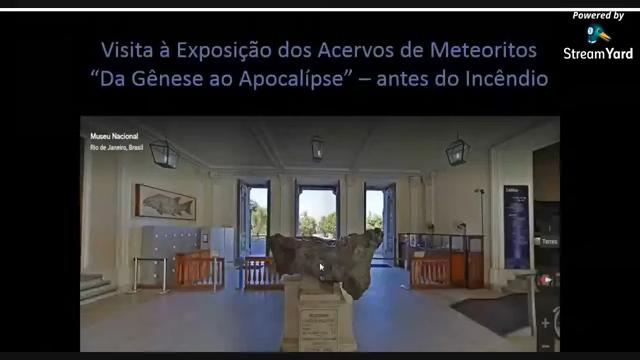 Powered by
StreamYard
Visita à Exposição dos Acervos de Meteoritos
“Da Gênese ao Apocalípse” – antes do Incêndio
Museu Nacional
Rio de Janeiro, Brasil
Térreo